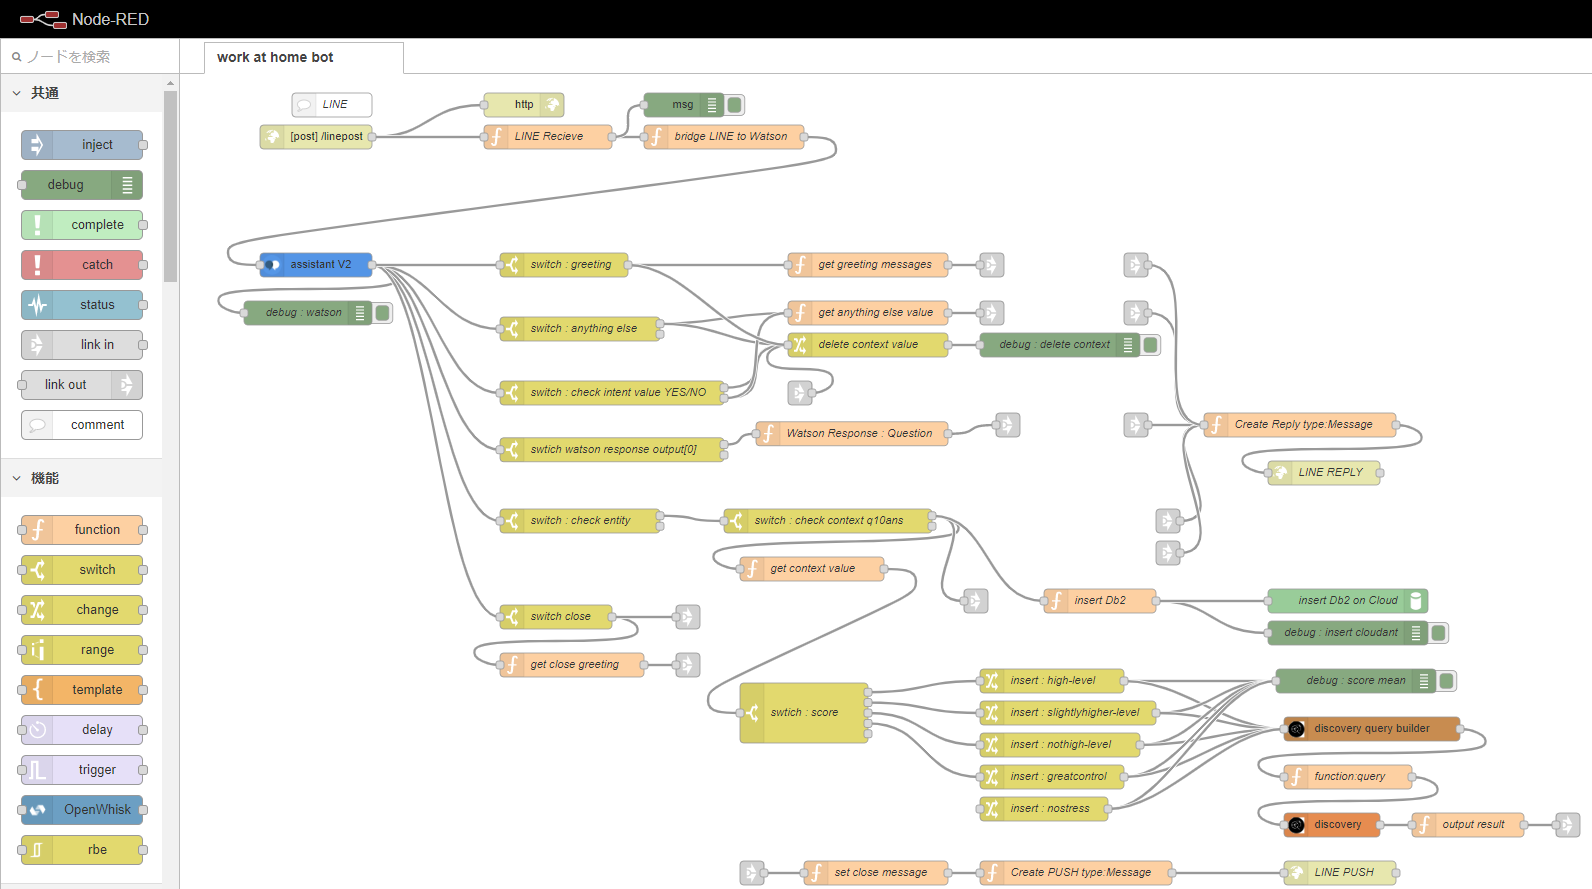 Node-RED
ノードを検索
work at home bot
共通
inject
debug
complete
catch
status
link in
link out
comment
機能
function
switch
change
range
template
delay
trigger
OpenWhisk
rbe
LINE
http
msg
[post] /linepost
LINE Recieve
bridge LINE to Watson
assistant V2
switch : greeting
get greeting messages
debug : watson
switch : anything else
get anything else value
delete context value
debug : delete context
switch : check intent value YES/NO
swtich watson response output[0]
Watson Response : Question
Create Reply type:Message
LINE REPLY
switch : check entity
switch : check context q10ans
get context value
insert Db2
insert Db2 on Cloud
debug : insert cloudant
switch close
get close greeting
swtich : score
insert : high-level
insert : slightlyhigher-level
insert : nothigh-level
insert : greatcontrol
insert : nostress
debug : score mean
discovery query builder
function:query
discovery
output result
set close message
Create PUSH type:Message
LINE PUSH